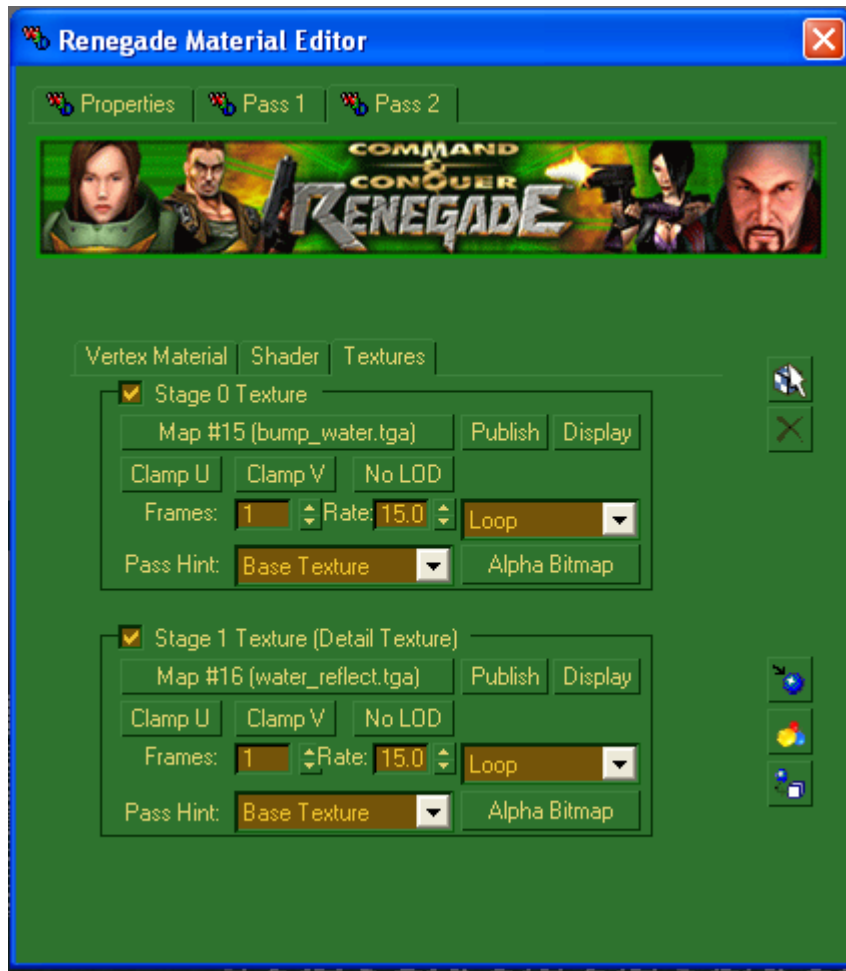 Renegade Material Editor
Properties Pass 1 Pass 2
COMMAND
&
CONQUER
RENEGADE
Vertex Material Shader Textures
Stage 0 Texture
Map #15 (bump_water.tga) Publish Display
Clamp U Clamp V No LOD
Frames: 1 Rate: 15.0 Loop
Pass Hint: Base Texture Alpha Bitmap
Stage 1 Texture (Detail Texture)
Map #16 (water_reflect.tga) Publish Display
Clamp U Clamp V No LOD
Frames: 1 Rate: 15.0 Loop
Pass Hint: Base Texture Alpha Bitmap